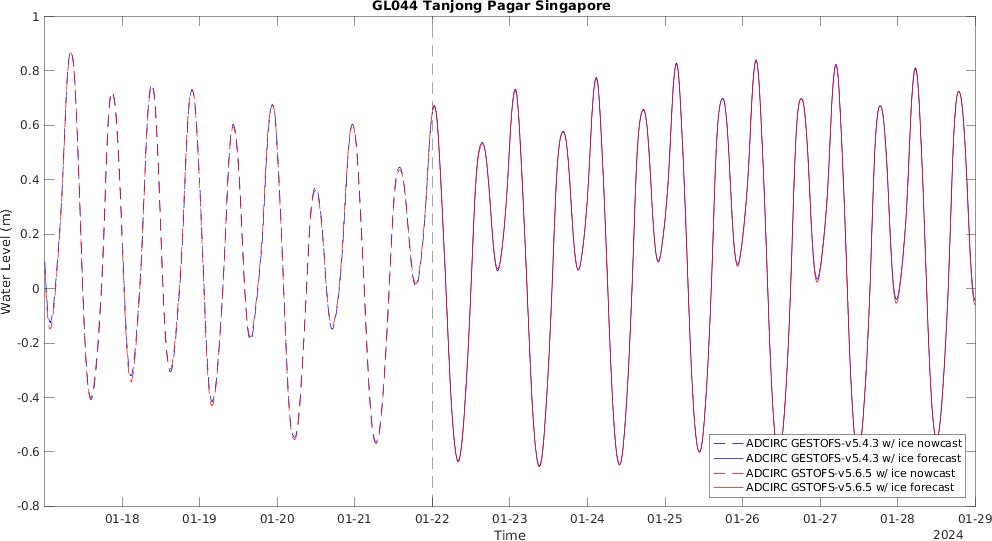 GL044 Tanjong Pagar Singapore
1
0.8
0.6
0.4
0.2
0
-0.2
-0.4
-0.6
-0.8
Water Level (m)
ADCIRC GESTOFS-v5.4.3 w/ ice nowcast
ADCIRC GESTOFS-v5.4.3 w/ ice forecast
ADCIRC GSTOFS-v5.6.5 w/ ice nowcast
ADCIRC GSTOFS-v5.6.5 w/ ice forecast
01-18 01-19 01-20 01-21 01-22 01-23 01-24 01-25 01-26 01-27 01-28 01-29
Time 2024